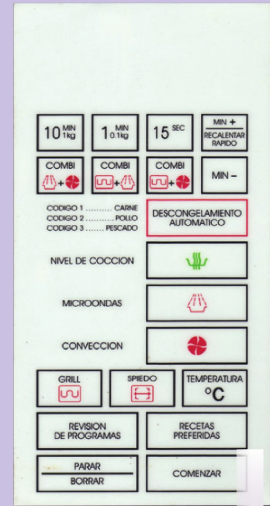 10 MIN 1kg
1 MIN 0.1kg
15 SEC
MIN +
RECALENTAR
RAPIDO
COMBI
+
COMBI
+
COMBI
+
MIN –
CODIGO 1 .......... CARNE
CODIGO 2 .......... POLLO
CODIGO 3 ...... PESCADO
DESCONGELAMIENTO
AUTOMATICO
NIVEL DE COCCION
MICROONDAS
CONVECCION
GRILL
SPIEDO
TEMPERATURA
°C
REVISION
DE PROGRAMAS
RECETAS
PREFERIDAS
PARAR
BORRAR
COMENZAR